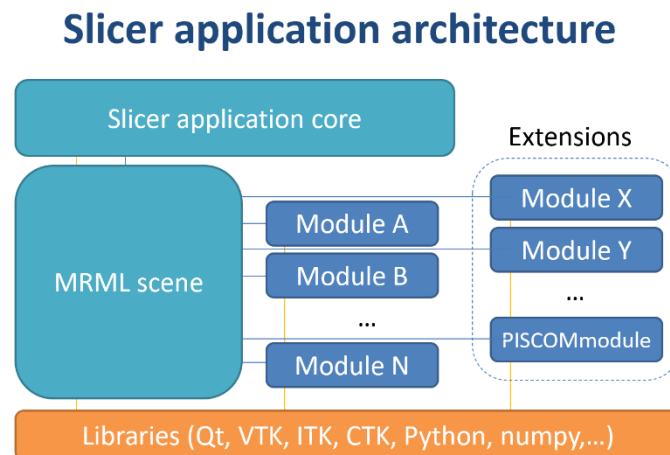 Slicer application architecture
Slicer application core
Extensions
MRML scene
Module A
Module B
...
Module N
Module X
Module Y
...
PISCOMmodule
Libraries (Qt, VTK, ITK, CTK, Python, numpy,...)